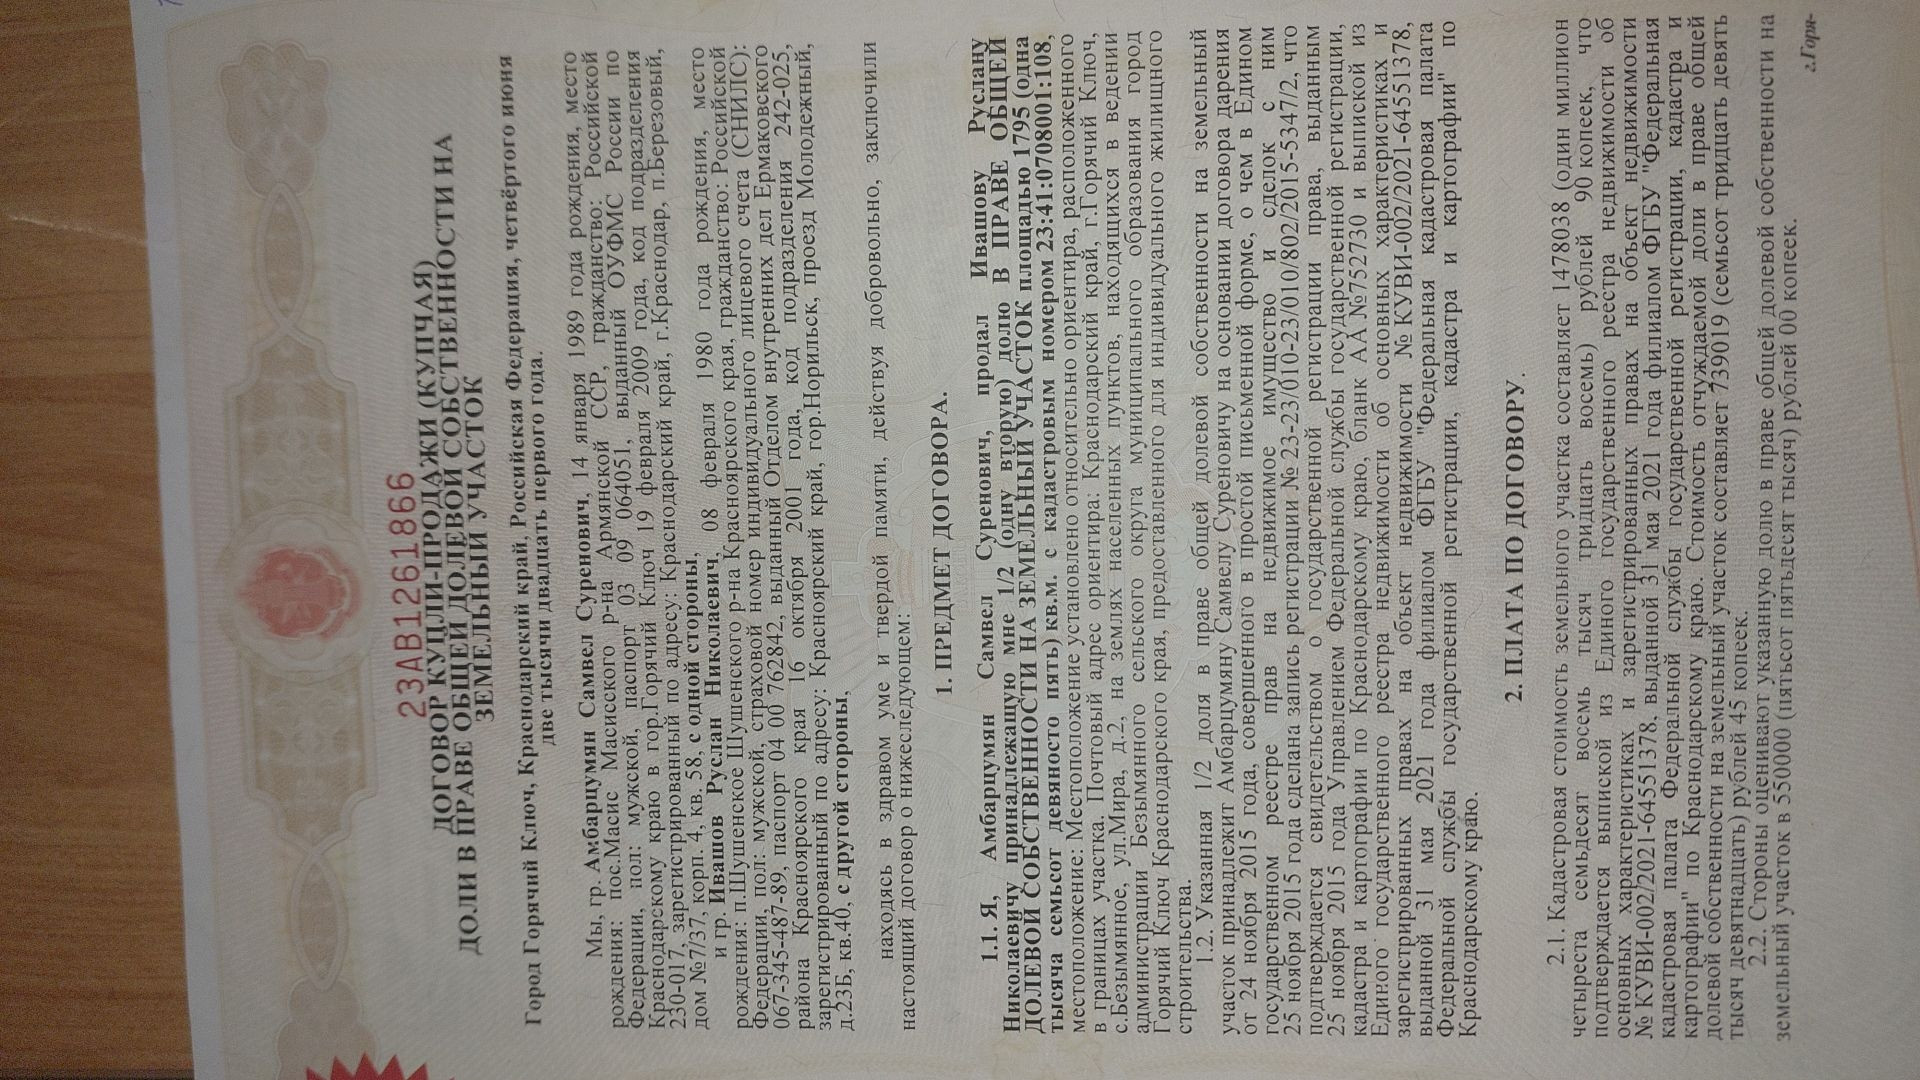 23АВ1261866
ДОГОВОР КУПЛИ-ПРОДАЖИ (КУПЧАЯ)
ДОЛИ В ПРАВЕ ОБЩЕЙ ДОЛЕВОЙ СОБСТВЕННОСТИ НА
ЗЕМЕЛЬНЫЙ УЧАСТОК
Город Горячий Ключ, Краснодарский край, Российская Федерация, четвёртого июня
две тысячи двадцать первого года.
Мы, гр. Амбарцумян Самвел Суренович, 14 января 1989 года рождения, место
рождения: пос.Масис Масисского р-на Армянской ССР, гражданство: Российской
Федерации, пол: мужской, паспорт 03 09 064051, выданный ОУФМС России по
Краснодарскому краю в гор.Горячий Ключ 19 февраля 2009 года, код подразделения
230-017, зарегистрированный по адресу: Краснодарский край, г.Краснодар, п.Березовый,
дом №7/37, корп. 4, кв. 58, с одной стороны,
и гр. Ивашов Руслан Николаевич, 08 февраля 1980 года рождения, место
рождения: п.Шушенское Шушенского р-на Красноярского края, гражданство: Российской
Федерации, пол: мужской, страховой номер индивидуального лицевого счета (СНИЛС):
067-345-487-89, паспорт 04 00 762842, выданный Отделом внутренних дел Ермаковского
района Красноярского края 16 октября 2001 года, код подразделения 242-025,
зарегистрированный по адресу: Красноярский край, гор.Норильск, проезд Молодежный,
д.23Б, кв.40, с другой стороны,
находясь в здравом уме и твердой памяти, действуя добровольно, заключили
настоящий договор о нижеследующем:
1. ПРЕДМЕТ ДОГОВОРА.
1.1. Я, Амбарцумян Самвел Суренович, продал Ивашову Руслану
Николаевичу принадлежащую мне 1/2 (одну вторую) долю В ПРАВЕ ОБЩЕЙ
ДОЛЕВОЙ СОБСТВЕННОСТИ НА ЗЕМЕЛЬНЫЙ УЧАСТОК площадью 1795 (одна
тысяча семьсот девяносто пять) кв.м. с кадастровым номером 23:41:0708001:108,
местоположение: Местоположение установлено относительно ориентира, расположенного
в границах участка. Почтовый адрес ориентира: Краснодарский край, г.Горячий Ключ,
с.Безымянное, ул.Мира, д.2, на землях населенных пунктов, находящихся в ведении
администрации Безымянного сельского округа муниципального образования город
Горячий Ключ Краснодарского края, предоставленного для индивидуального жилищного
строительства.
1.2. Указанная 1/2 доля в праве общей долевой собственности на земельный
участок принадлежит Амбарцумяну Самвелу Суреновичу на основании договора дарения
от 24 ноября 2015 года, совершенного в простой письменной форме, о чем в Едином
государственном реестре прав на недвижимое имущество и сделок с ним
25 ноября 2015 года сделана запись регистрации № 23-23/010-23/010/802/2015-5347/2, что
подтверждается свидетельством о государственной регистрации права, выданным
25 ноября 2015 года Управлением Федеральной службы государственной регистрации,
кадастра и картографии по Краснодарскому краю, бланк АА №752730 и выпиской из
Единого государственного реестра недвижимости об основных характеристиках и
зарегистрированных правах на объект недвижимости № КУВИ-002/2021-64551378,
выданной 31 мая 2021 года филиалом ФГБУ "Федеральная кадастровая палата
Федеральной службы государственной регистрации, кадастра и картографии" по
Краснодарскому краю.
2. ПЛАТА ПО ДОГОВОРУ.
2.1. Кадастровая стоимость земельного участка составляет 1478038 (один миллион
четыреста семьдесят восемь тысяч тридцать восемь) рублей 90 копеек, что
подтверждается выпиской из Единого государственного реестра недвижимости об
основных характеристиках и зарегистрированных правах на объект недвижимости
№ КУВИ-002/2021-64551378, выданной 31 мая 2021 года филиалом ФГБУ "Федеральная
кадастровая палата Федеральной службы государственной регистрации, кадастра и
картографии" по Краснодарскому краю. Стоимость отчуждаемой доли в праве общей
долевой собственности на земельный участок составляет 739019 (семьсот тридцать девять
тысяч девятнадцать) рублей 45 копеек.
2.2. Стороны оценивают указанную долю в праве общей долевой собственности на
земельный участок в 550000 (пятьсот пятьдесят тысяч) рублей 00 копеек.
г.Горя-